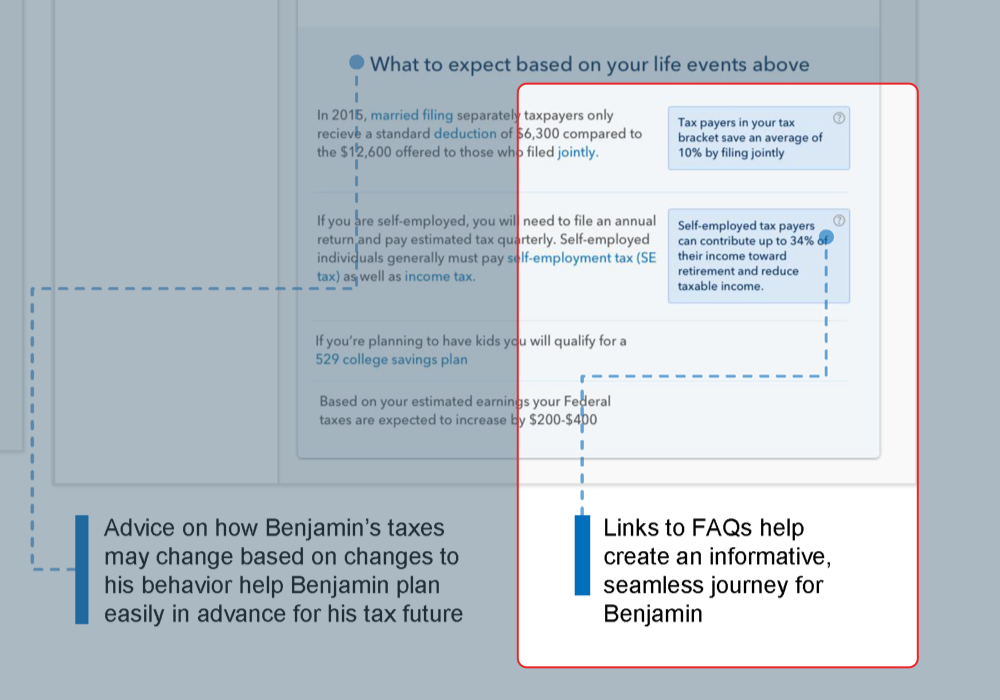 What to expect based on your life events above
In 2015, married filing separately taxpayers only
recieve a standard deduction of $6,300 compared to
the $12,600 offered to those who filed jointly.
Tax payers in your tax
bracket save an average of
10% by filing jointly
?
If you are self-employed, you will need to file an annual
return and pay estimated tax quarterly. Self-employed
individuals generally must pay self-employment tax (SE
tax) as well as income tax.
Self-employed tax payers
can contribute up to 34% of
their income toward
retirement and reduce
taxable income.
?
If you’re planning to have kids you will qualify for a
529 college savings plan
Based on your estimated earnings your Federal
taxes are expected to increase by $200-$400
Advice on how Benjamin’s taxes
may change based on changes to
his behavior help Benjamin plan
easily in advance for his tax future
Links to FAQs help
create an informative,
seamless journey for
Benjamin